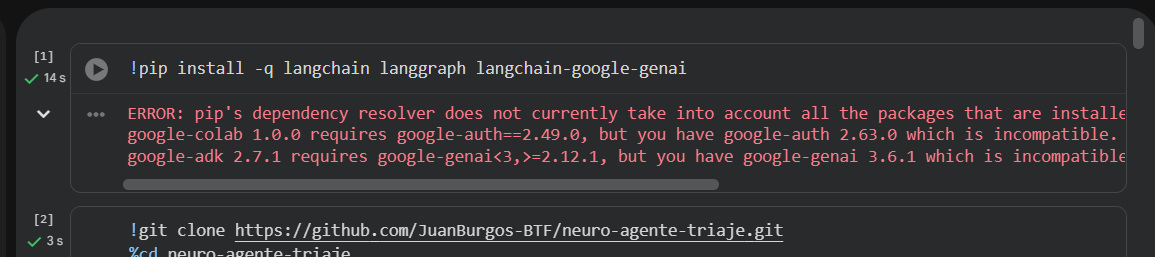 [1]
14 s
!pip install -q langchain langgraph langchain-google-genai
ERROR: pip's dependency resolver does not currently take into account all the packages that are installe
google-colab 1.0.0 requires google-auth==2.49.0, but you have google-auth 2.63.0 which is incompatible.
google-adk 2.7.1 requires google-genai<3,>=2.12.1, but you have google-genai 3.6.1 which is incompatible
[2]
3 s
!git clone https://github.com/JuanBurgos-BTF/neuro-agente-triaje.git
%cd neuro-agente-triaje